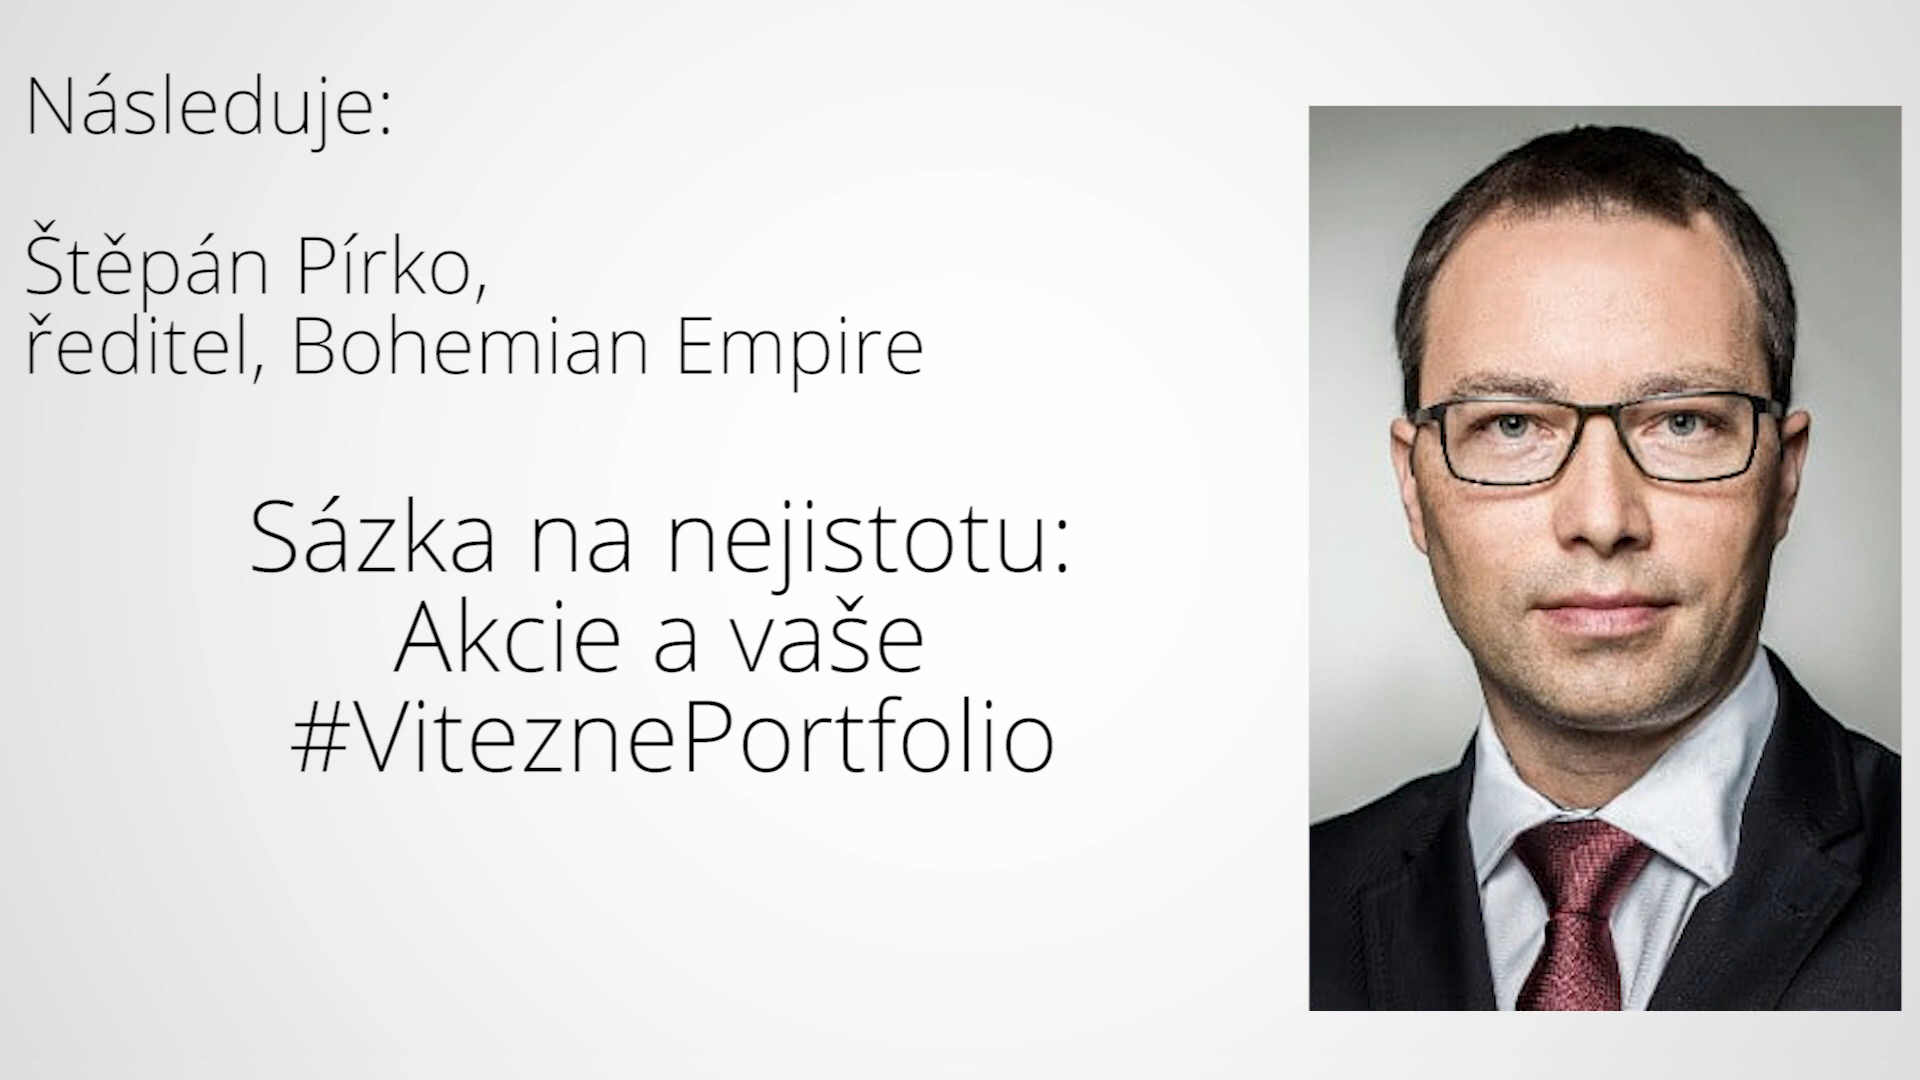 Následuje:
Štěpán Pírko,
ředitel, Bohemian Empire
Sázka na nejistotu:
Akcie a vaše
#ViteznePortfolio